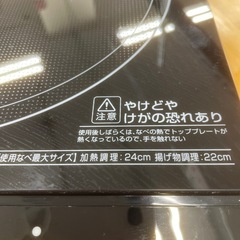 注意
やけどや
けがの恐れあり
使用後しばらくは、なべの熱でトッププレートが
熱くなっているので、手を触れない
使用なべ最大サイズ】加熱調理：24cm 揚げ物調理：22cm